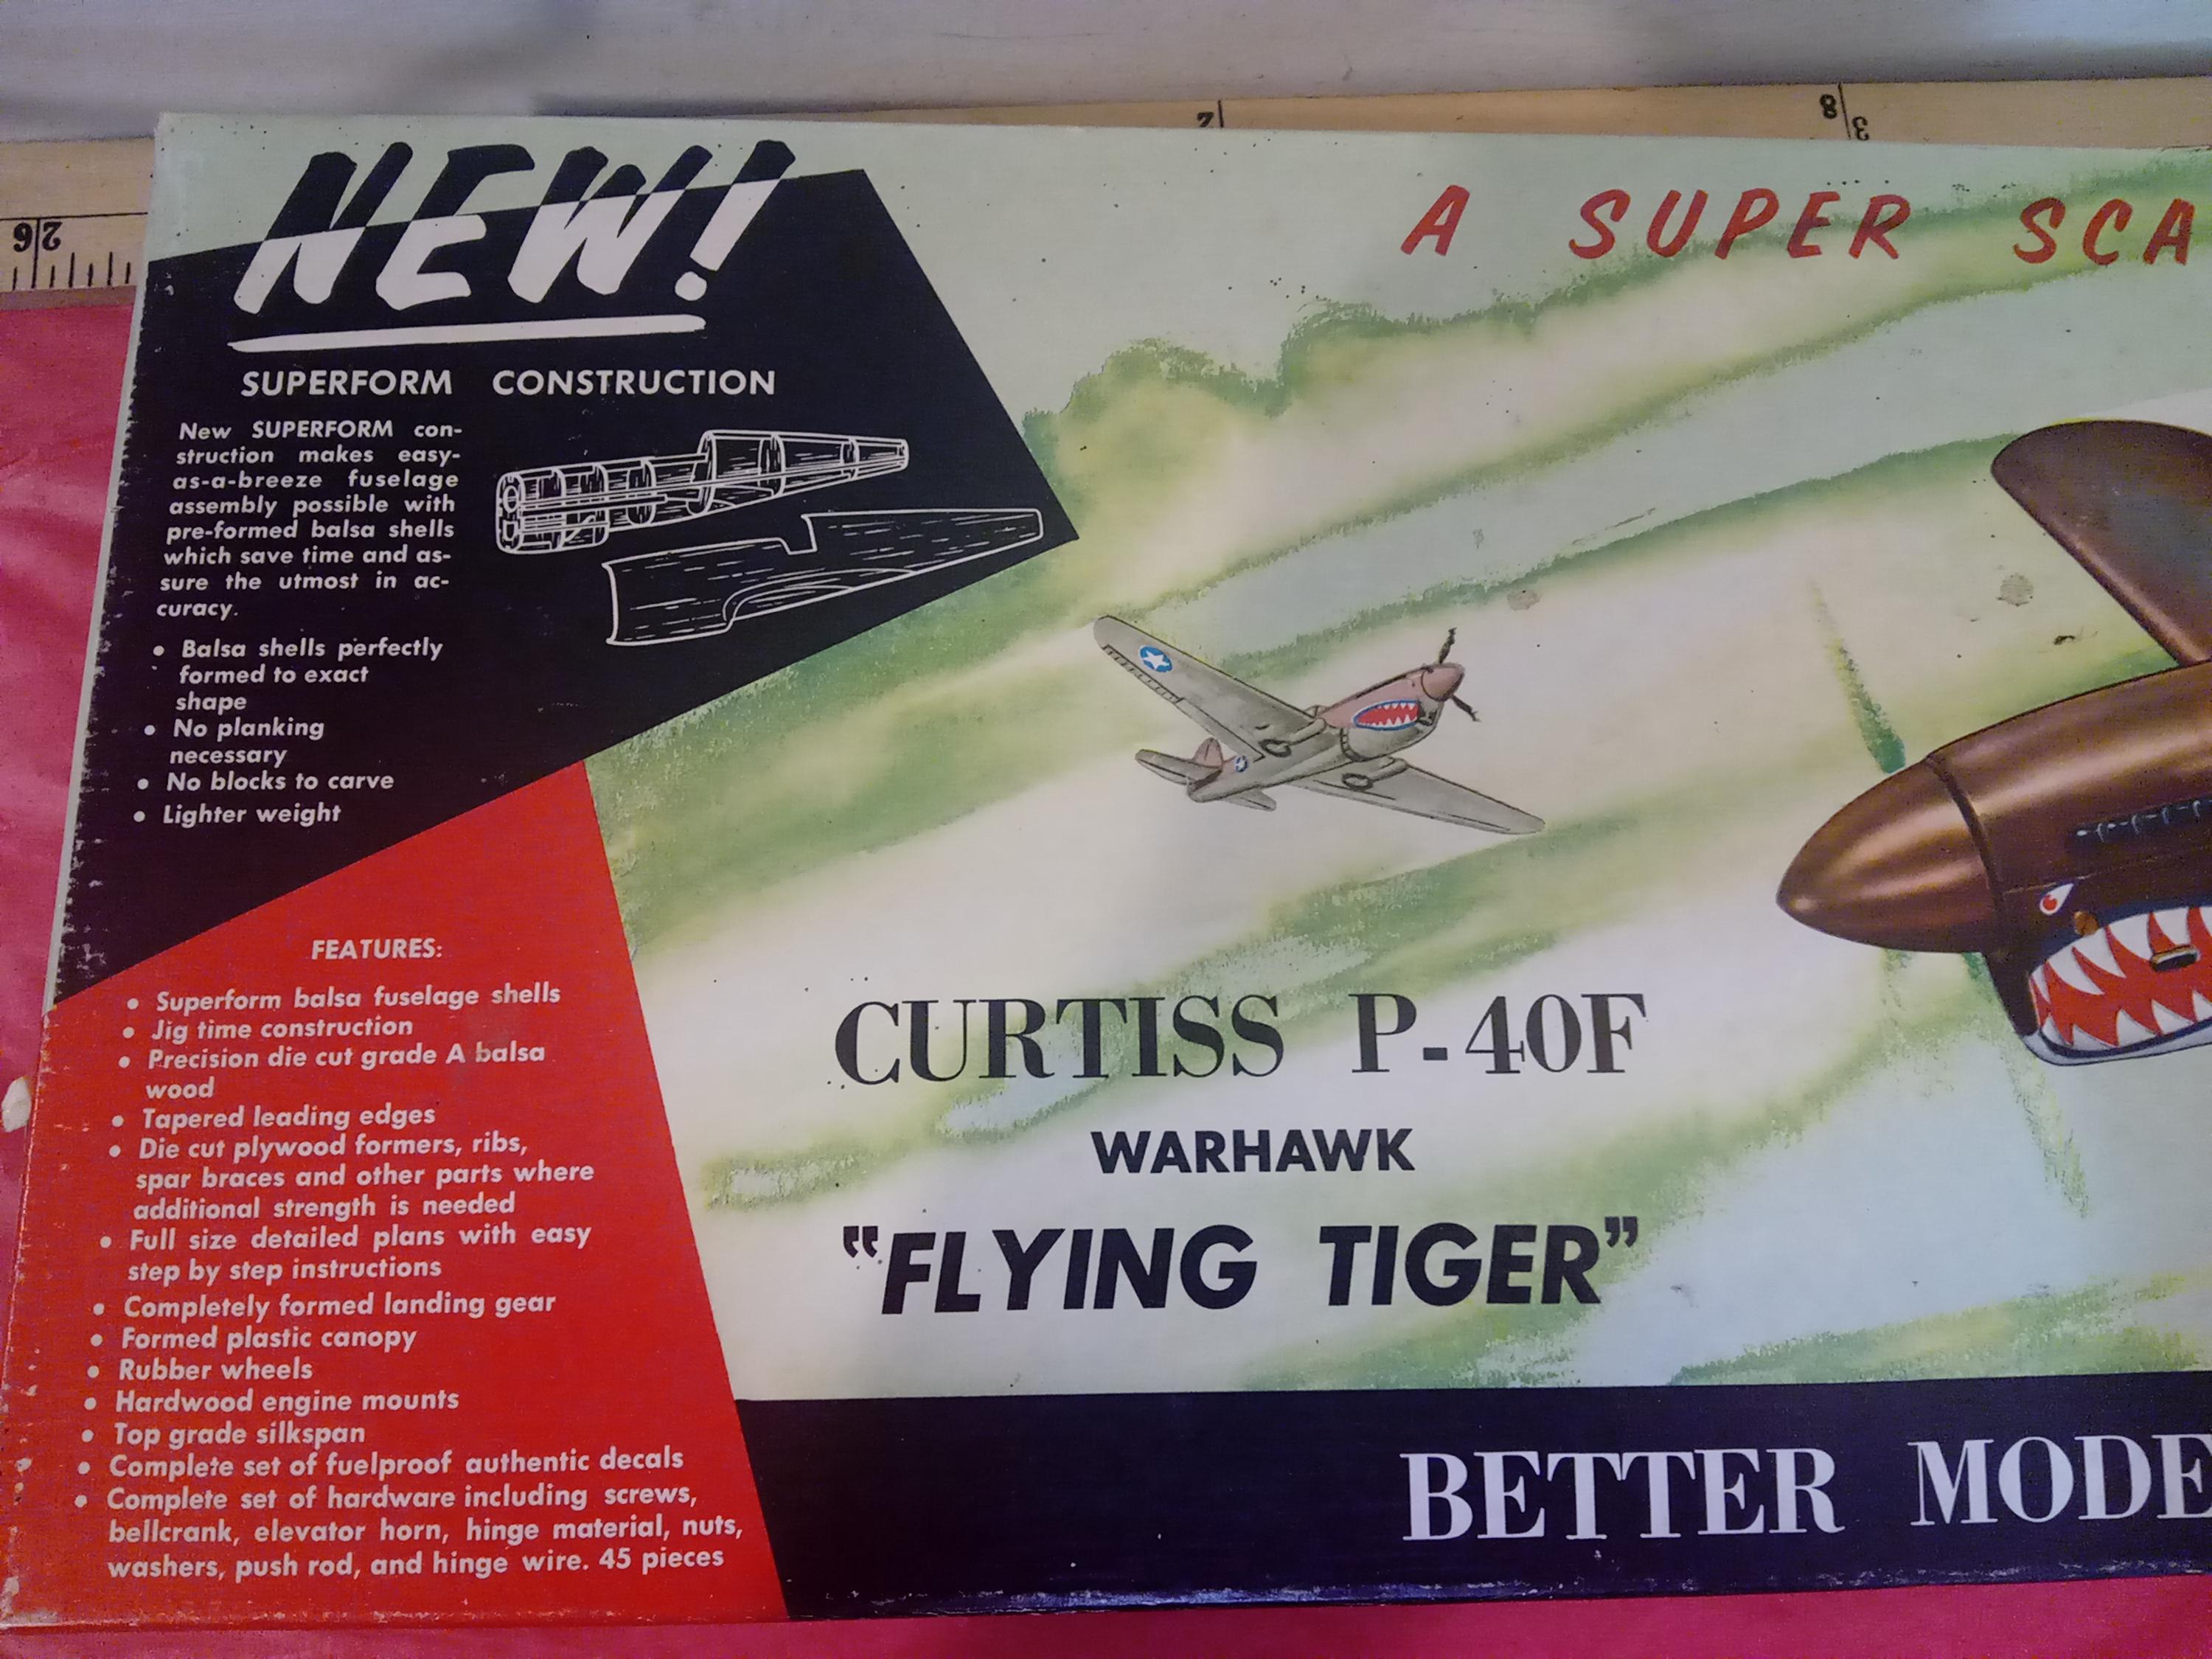 26
2
8
3
NEW!
SUPERFORM CONSTRUCTION
New SUPERFORM con-
struction makes easy-
as-a-breeze fuselage
assembly possible with
pre-formed balsa shells
which save time and as-
sure the utmost in ac-
curacy.
• Balsa shells perfectly
formed to exact
shape
• No planking
necessary
• No blocks to carve
• Lighter weight
FEATURES:
• Superform balsa fuselage shells
• Jig time construction
• Precision die cut grade A balsa
wood
• Tapered leading edges
• Die cut plywood formers, ribs,
spar braces and other parts where
additional strength is needed
• Full size detailed plans with easy
step by step instructions
• Completely formed landing gear
• Formed plastic canopy
• Rubber wheels
• Hardwood engine mounts
• Top grade silkspan
• Complete set of fuelproof authentic decals
• Complete set of hardware including screws,
bellcrank, elevator horn, hinge material, nuts,
washers, push rod, and hinge wire. 45 pieces
A SUPER SCA
CURTISS P-40F
WARHAWK
"FLYING TIGER"
BETTER MODE